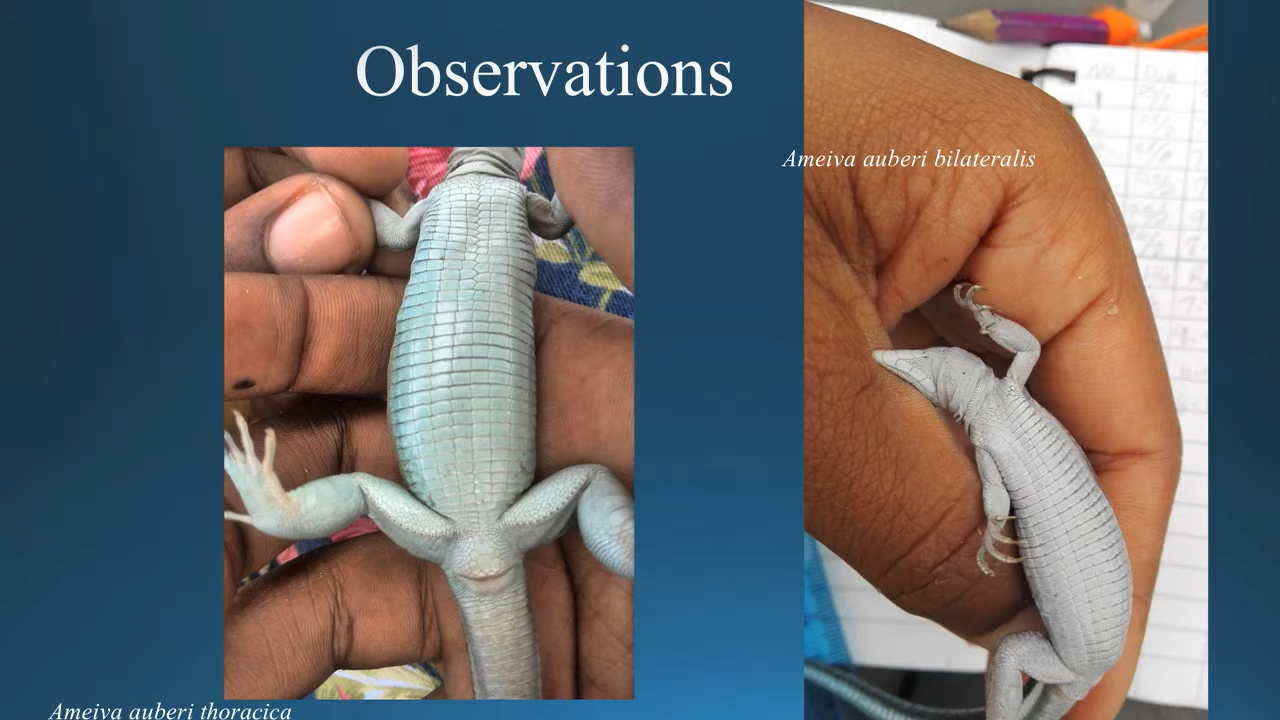 Observations
Ameiva auberi bilateralis
Ameiva auberi thoracica